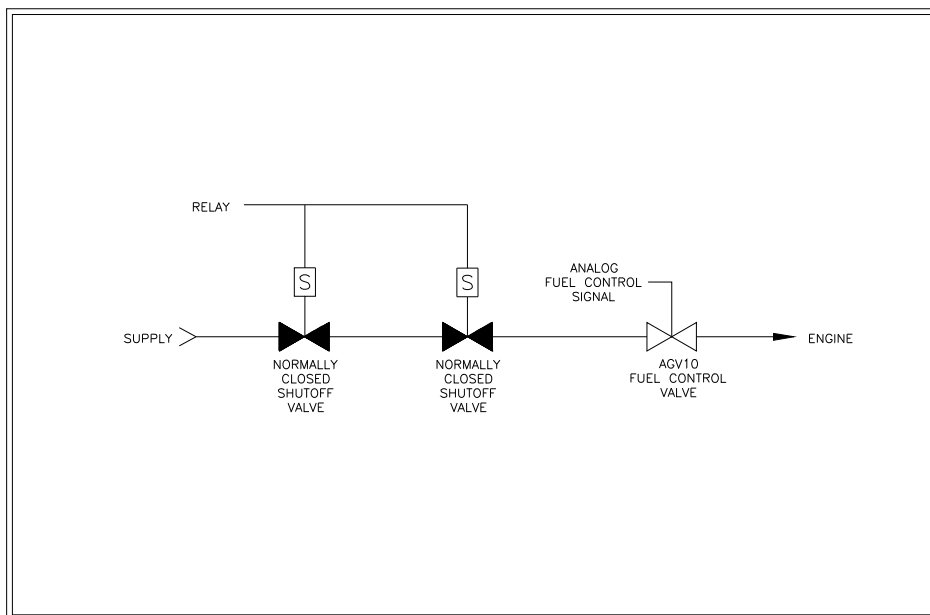 RELAY
S
S
ANALOG
FUEL CONTROL
SIGNAL
SUPPLY
ENGINE
NORMALLY
CLOSED
SHUTOFF
VALVE
NORMALLY
CLOSED
SHUTOFF
VALVE
AGV10
FUEL CONTROL
VALVE